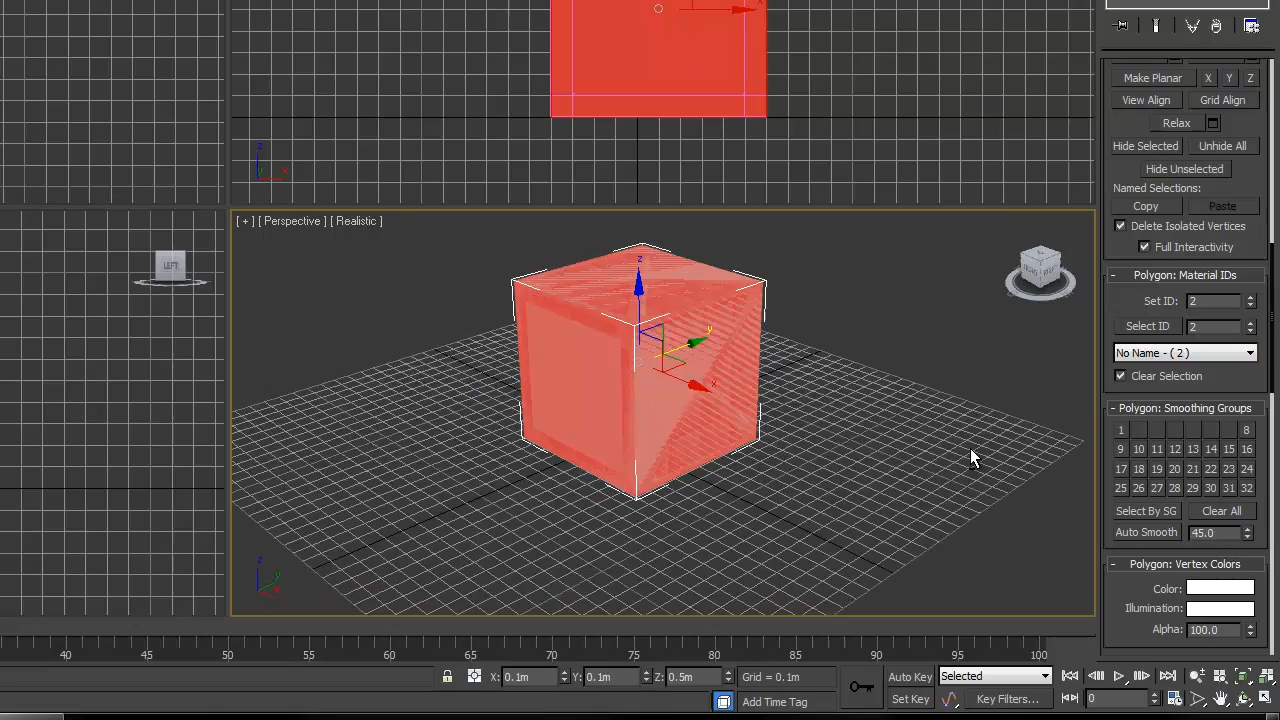 Make Planar X Y Z
View Align Grid Align
Relax
Hide Selected Unhide All
Hide Unselected
Named Selections:
Copy Paste
Delete Isolated Vertices
Full Interactivity
- Polygon: Material IDs
Set ID: 2
Select ID 2
No Name - ( 2 )
Clear Selection
- Polygon: Smoothing Groups
1 8
9 10 11 12 13 14 15 16
17 18 19 20 21 22 23 24
25 26 27 28 29 30 31 32
Select By SG Clear All
Auto Smooth 45.0
- Polygon: Vertex Colors
Color:
Illumination:
Alpha: 100.0
x
z
x
LEFT
[ + ] [ Perspective ] [ Realistic ]
z
y
x
z
y
x
40 45 50 55 60 65 70 75 80 85 90 95 100
X: 0.1m Y: 0.1m Z: 0.5m Grid = 0.1m Auto Key Selected
Add Time Tag Set Key Key Filters... 0